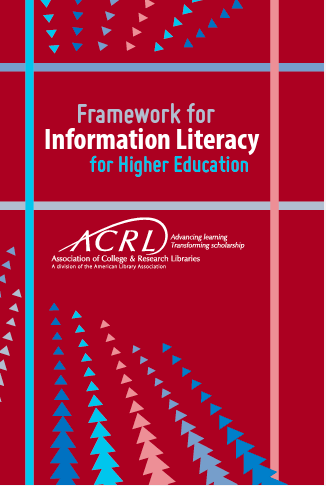 Framework for
Information Literacy
for Higher Education
ACRL
Advancing learning
Transforming scholarship
Association of College & Research Libraries
A division of the American Library Association